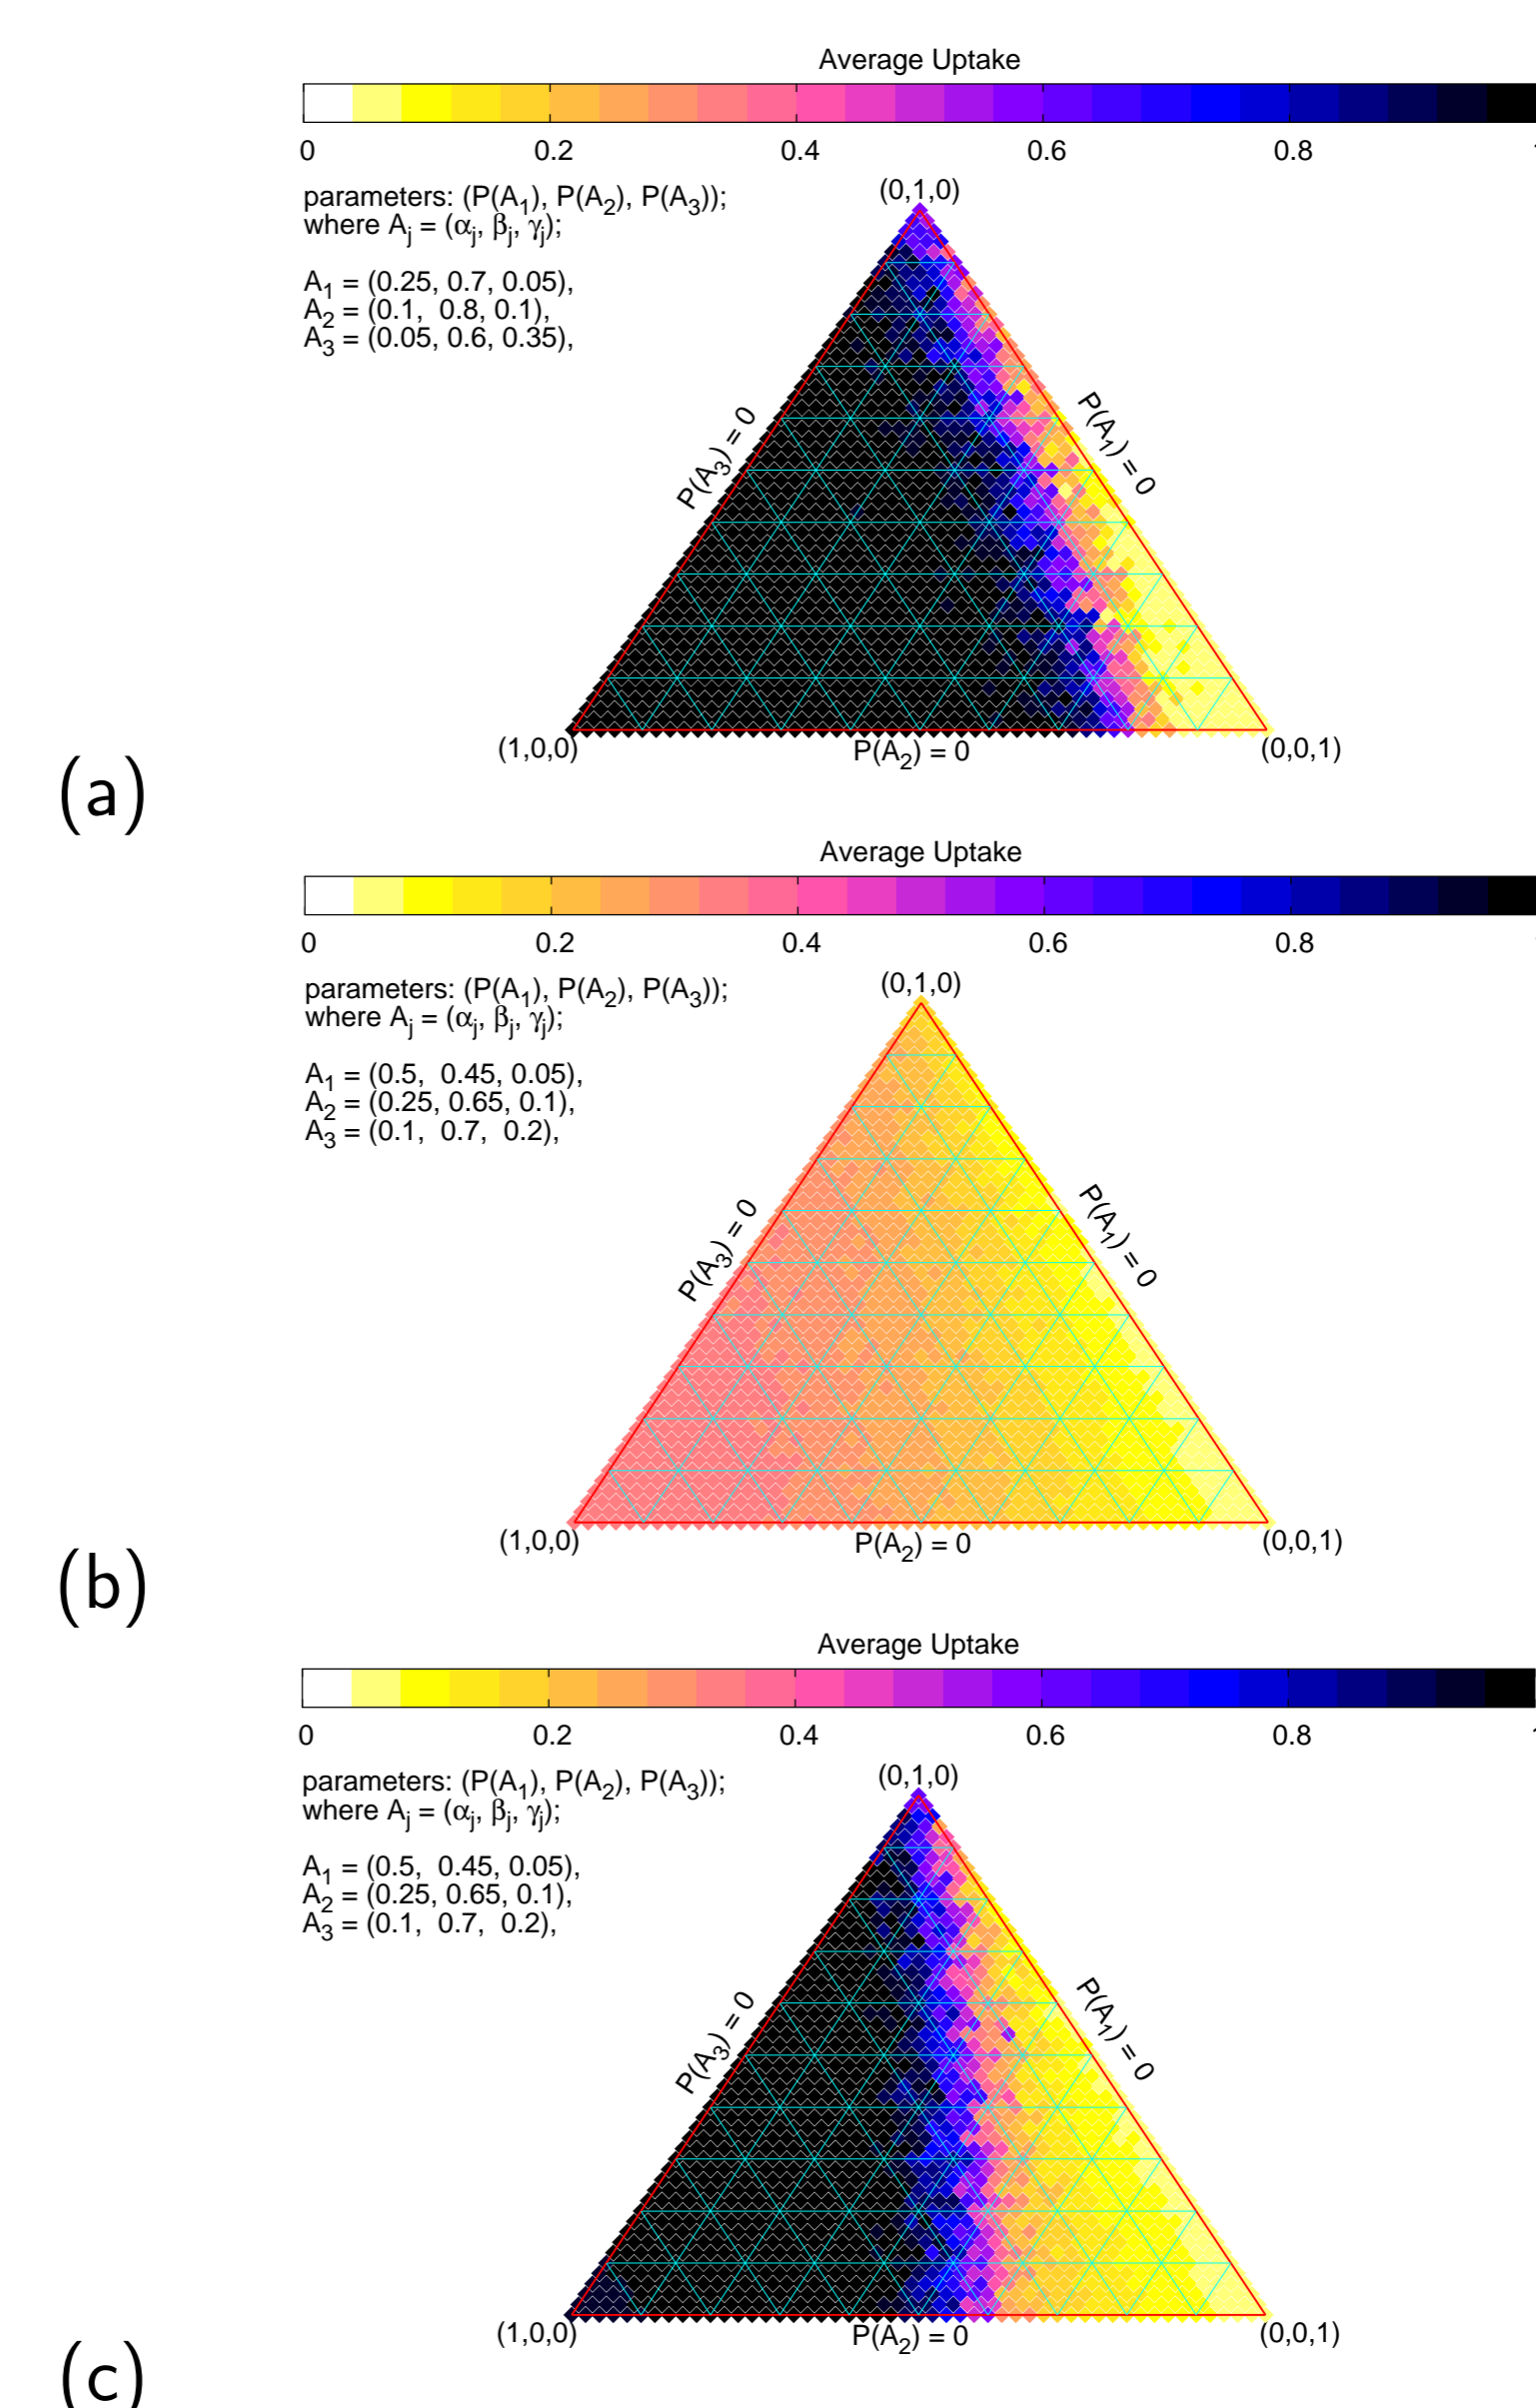 Average Uptake
0 0.2 0.4 0.6 0.8
parameters: (P(A₁), P(A₂), P(A₃));
where Aⱼ = (αⱼ, βⱼ, γⱼ);
A₁ = (0.25, 0.7, 0.05),
A₂ = (0.1, 0.8, 0.1),
A₃ = (0.05, 0.6, 0.35),
(0,1,0)
P(A₃) = 0
P(A₁) = 0
(1,0,0)
P(A₂) = 0
(0,0,1)
(a)
Average Uptake
0 0.2 0.4 0.6 0.8
parameters: (P(A₁), P(A₂), P(A₃));
where Aⱼ = (αⱼ, βⱼ, γⱼ);
A₁ = (0.5, 0.45, 0.05),
A₂ = (0.25, 0.65, 0.1),
A₃ = (0.1, 0.7, 0.2),
(0,1,0)
P(A₃) = 0
P(A₁) = 0
(1,0,0)
P(A₂) = 0
(0,0,1)
(b)
Average Uptake
0 0.2 0.4 0.6 0.8
parameters: (P(A₁), P(A₂), P(A₃));
where Aⱼ = (αⱼ, βⱼ, γⱼ);
A₁ = (0.5, 0.45, 0.05),
A₂ = (0.25, 0.65, 0.1),
A₃ = (0.1, 0.7, 0.2),
(0,1,0)
P(A₃) = 0
P(A₁) = 0
(1,0,0)
P(A₂) = 0
(0,0,1)
(c)